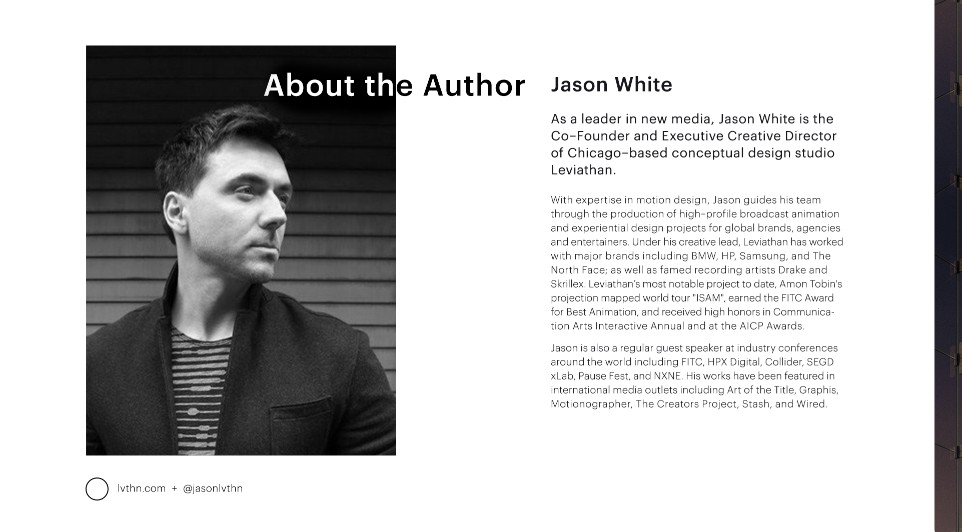 About the Author
Jason White
As a leader in new media, Jason White is the
Co-Founder and Executive Creative Director
of Chicago-based conceptual design studio
Leviathan.
With expertise in motion design, Jason guides his team
through the production of high-profile broadcast animation
and experiential design projects for global brands, agencies
and entertainers. Under his creative lead, Leviathan has worked
with major brands including BMW, HP, Samsung, and The
North Face; as well as famed recording artists Drake and
Skrillex. Leviathan's most notable project to date, Amon Tobin's
projection mapped world tour "ISAM", earned the FITC Award
for Best Animation, and received high honors in Communica-
tion Arts Interactive Annual and at the AICP Awards.
Jason is also a regular guest speaker at industry conferences
around the world including FITC, HPX Digital, Collider, SEGD
xLab, Pause Fest, and NXNE. His works have been featured in
international media outlets including Art of the Title, Graphis,
Motionographer, The Creators Project, Stash, and Wired.
lvthn.com + @jasonlvthn